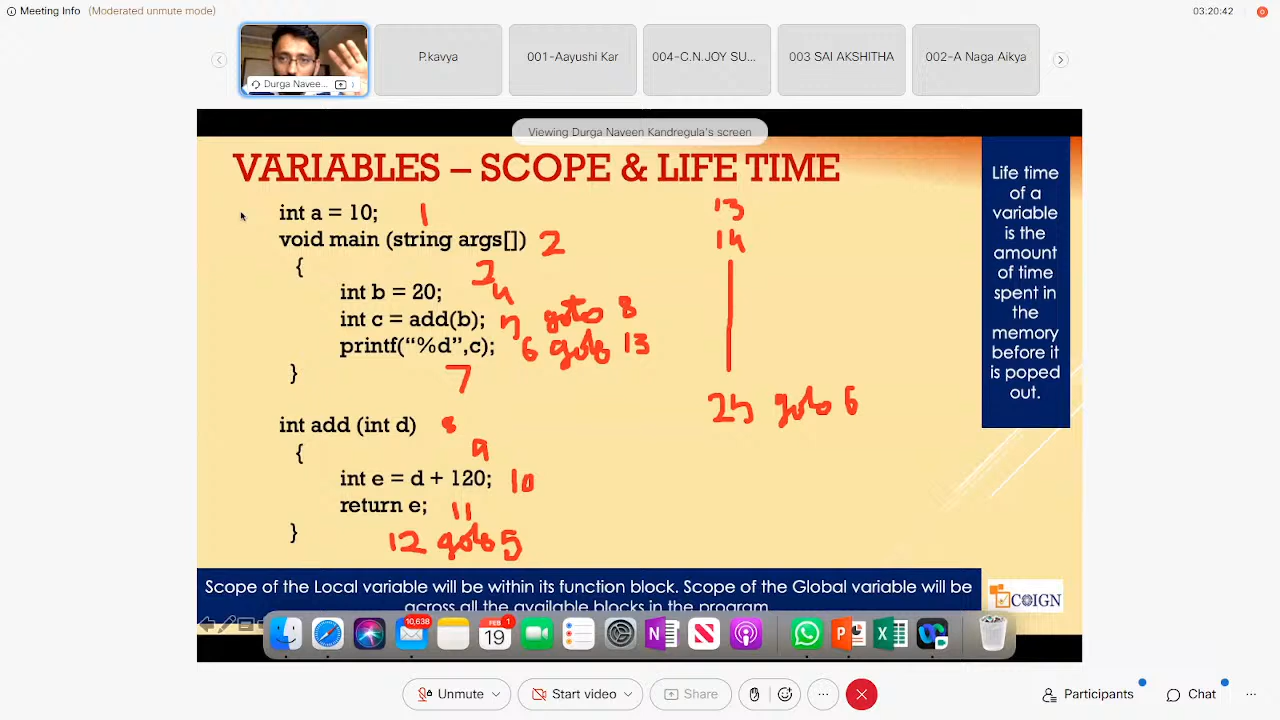 Meeting Info (Moderated unmute mode) 03:20:42
Durga Navee...
P.kavya
001-Aayushi Kar
004-C.N.JOY SU...
003 SAI AKSHITHA
002-A Naga Aikya
Viewing Durga Naveen Kandregula's screen
VARIABLES – SCOPE & LIFE TIME
int a = 10; 1
void main (string args[]) 2
{ 3
int b = 20; 4
int c = add(b); 5 goto 8
printf(“%d”,c); 6 goto 13
} 7
int add (int d) 8
{ 9
int e = d + 120; 10
return e; 11
} 12 goto 5
13
14
25 goto 6
Life time
of a
variable
is the
amount
of time
spent in
the
memory
before it
is poped
out.
Scope of the Local variable will be within its function block. Scope of the Global variable will be
across all the available blocks in the program
COIGN
10,638
FEB
19
1
Unmute
Start video
Share
Participants
Chat